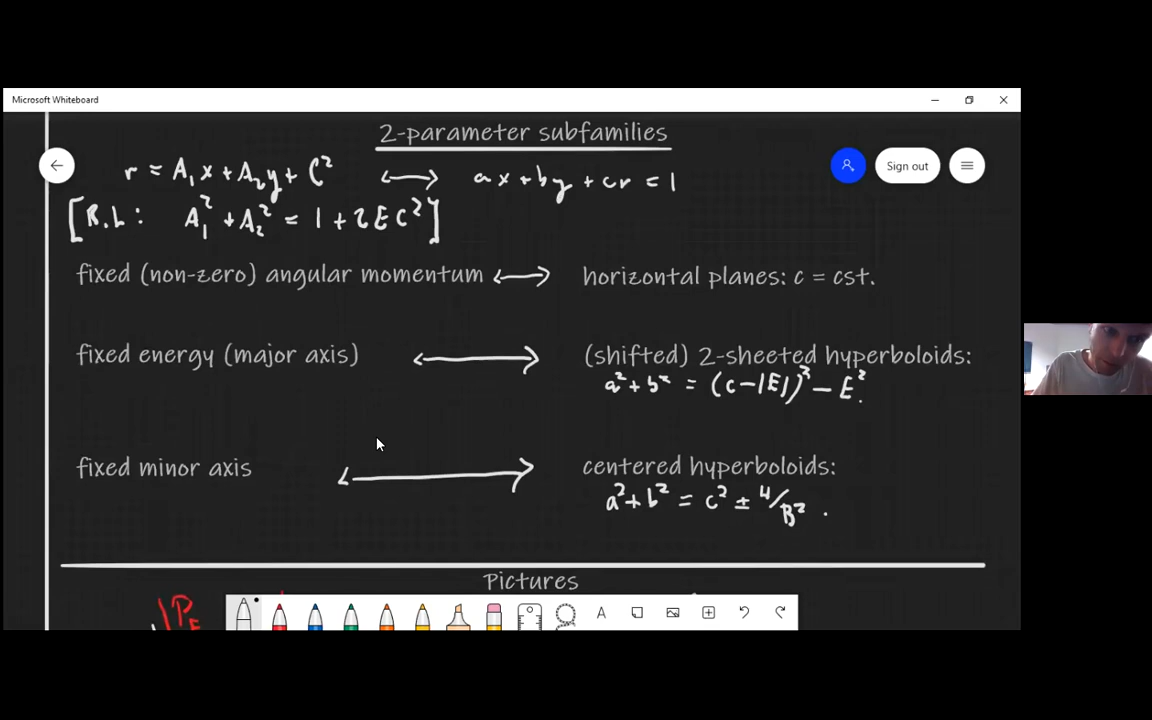 Microsoft Whiteboard
2-parameter subfamilies
Sign out
r = A₁x + A₂y + C² ⟷ ax + by + cr = 1
[R.L: A₁² + A₂² = 1 + 2EC²]
fixed (non-zero) angular momentum ⟷ horizontal planes: c = cst.
fixed energy (major axis) ⟷ (shifted) 2-sheeted hyperboloids:
a² + b² = (c - |E|)² - E².
fixed minor axis ⟷ centered hyperboloids:
a² + b² = c² ± 4/B² .
Pictures
A